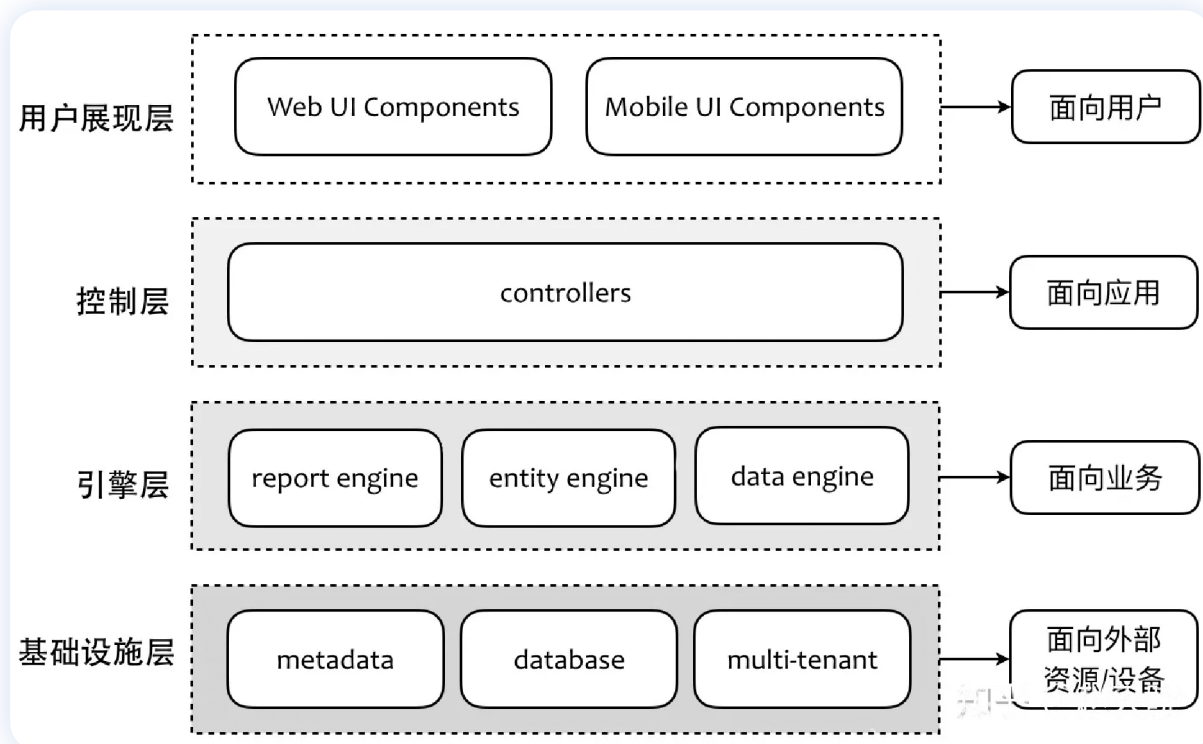 用户展现层
Web UI Components
Mobile UI Components
面向用户
控制层
controllers
面向应用
引擎层
report engine
entity engine
data engine
面向业务
基础设施层
metadata
database
multi-tenant
面向外部
资源/设备